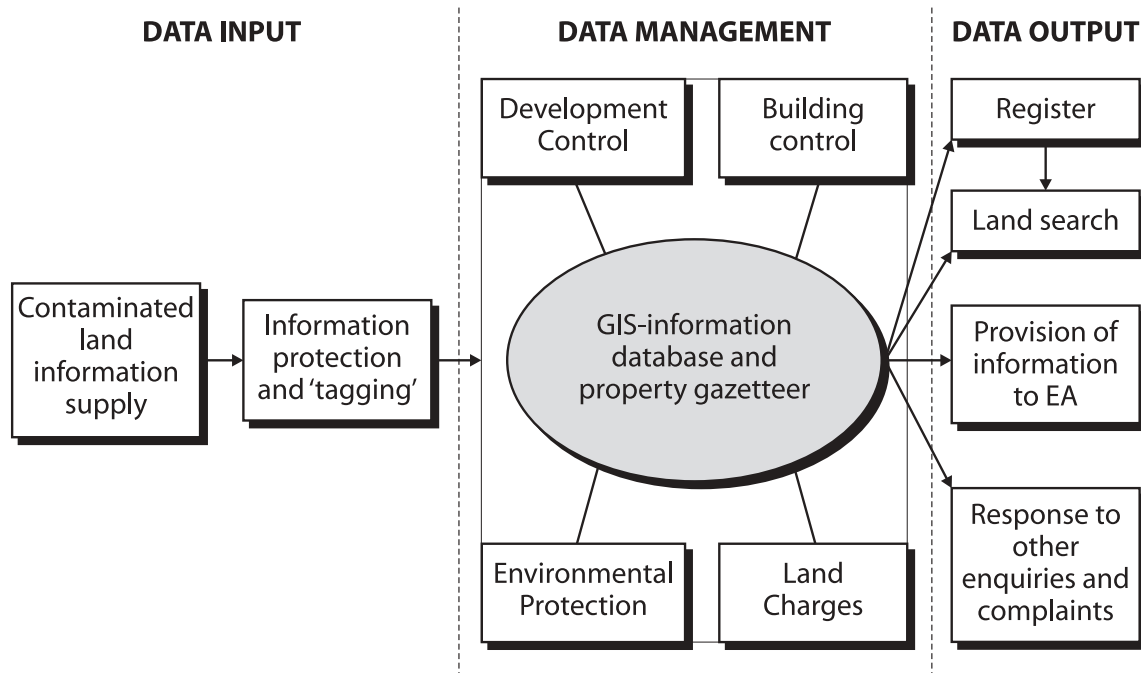 DATA INPUT
DATA MANAGEMENT
DATA OUTPUT
Contaminated
land
information
supply
Information
protection
and ‘tagging’
Development
Control
Building
control
GIS-information
database and
property gazetteer
Environmental
Protection
Land
Charges
Register
Land search
Provision of
information
to EA
Response to
other
enquiries and
complaints